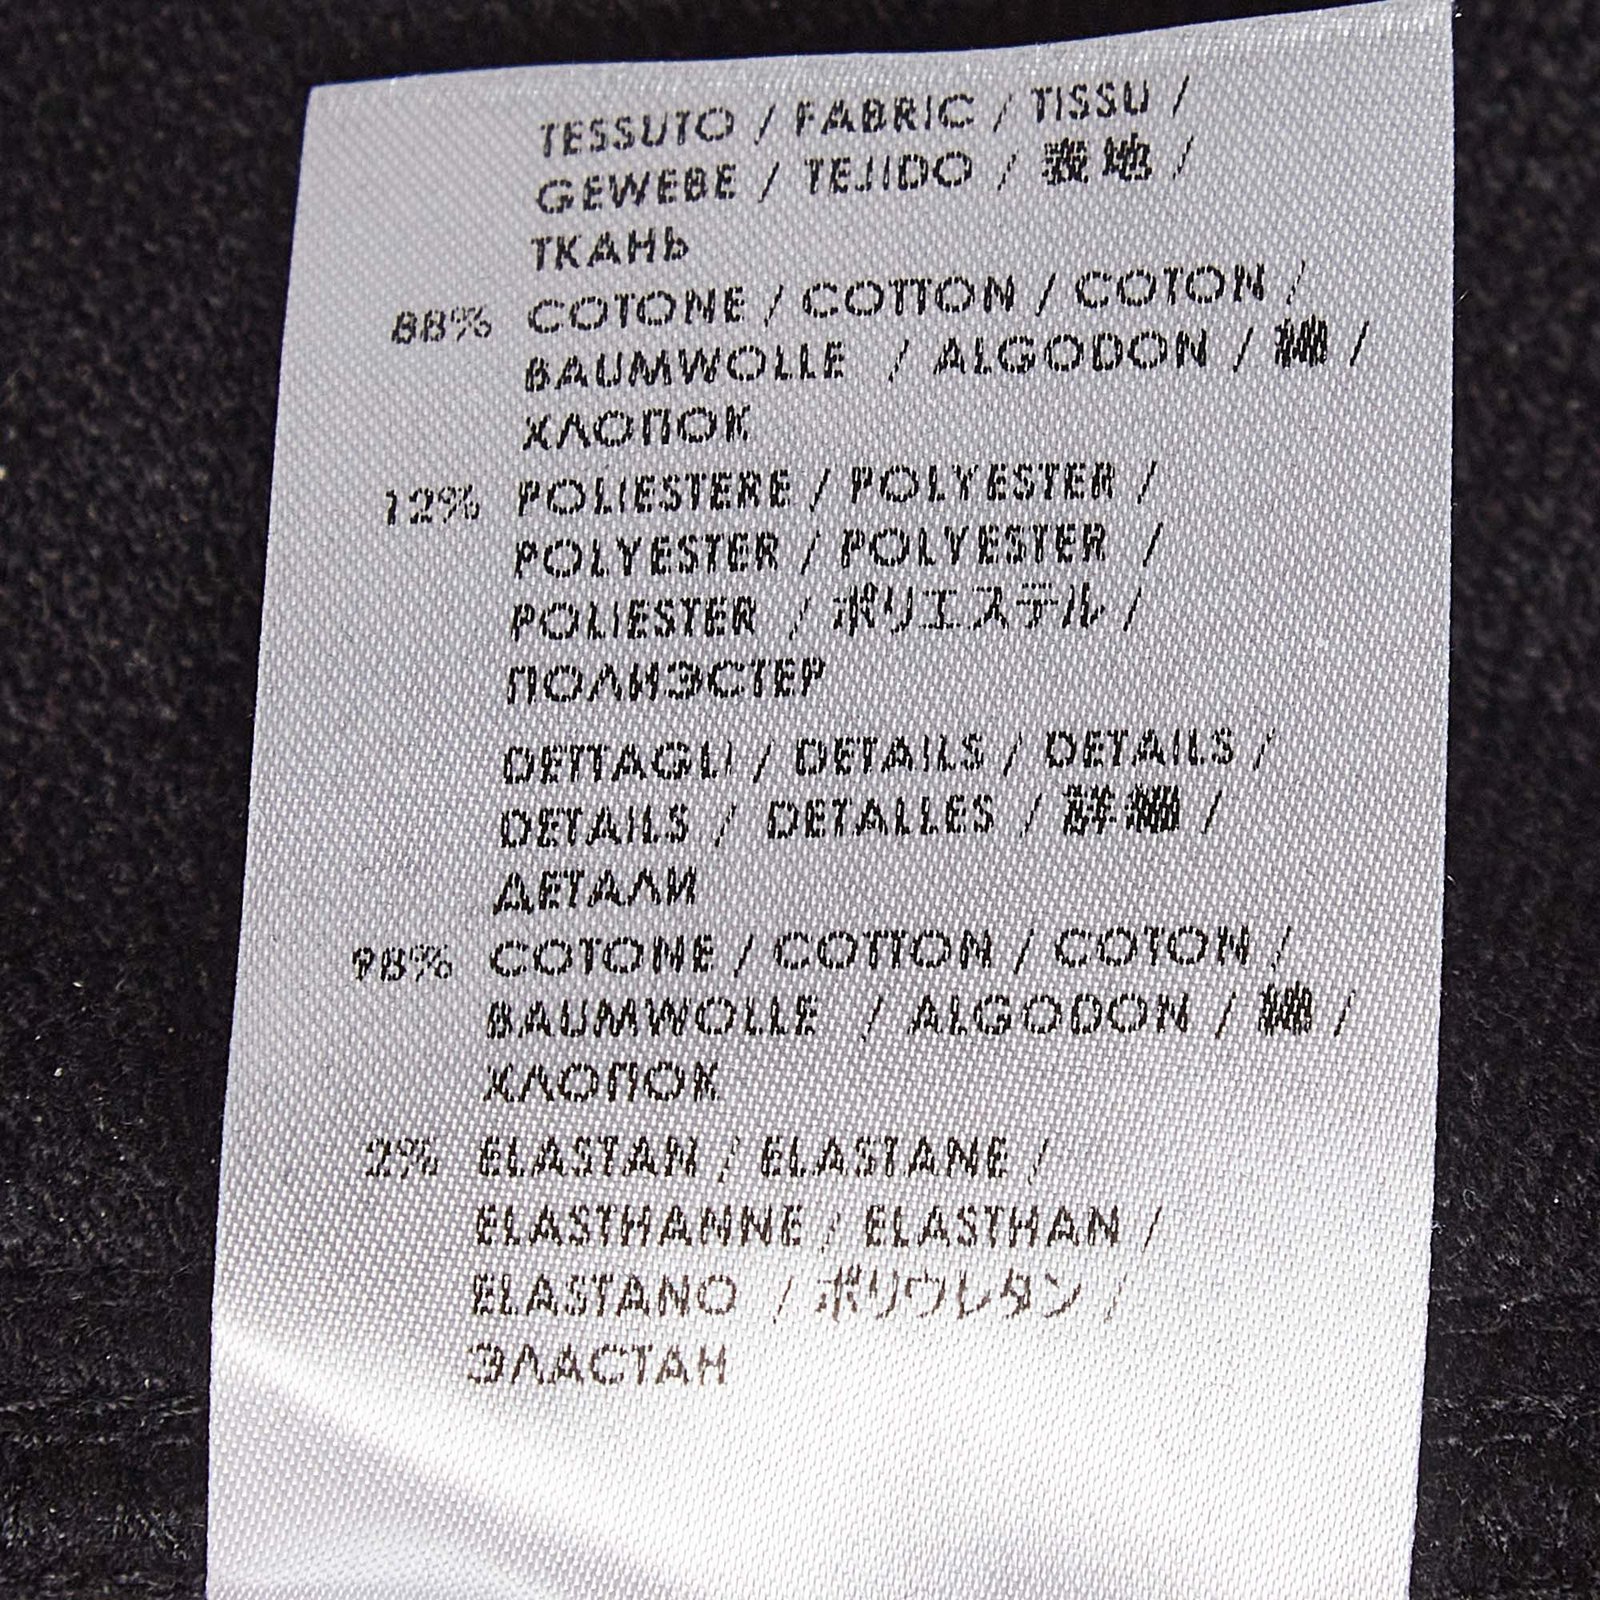 TESSUTO / FABRIC / TISSU /
GEWEBE / TEJIDO / 表地 /
ТКАНЬ
88% COTONE / COTTON / COTON /
BAUMWOLLE / ALGODON / 綿 /
ХЛОПОК
12% POLIESTERE / POLYESTER /
POLYESTER / POLYESTER /
POLIESTER / ポリエステル /
ПОЛИЭСТЕР
DETTAGLI / DETAILS / DETAILS /
DETAILS / DETALLES / 詳細 /
ДЕТАЛИ
98% COTONE / COTTON / COTON /
BAUMWOLLE / ALGODON / 綿 /
ХЛОПОК
2% ELASTAN / ELASTANE /
ELASTHANNE / ELASTHAN /
ELASTANO / ポリウレタン /
ЭЛАСТАН